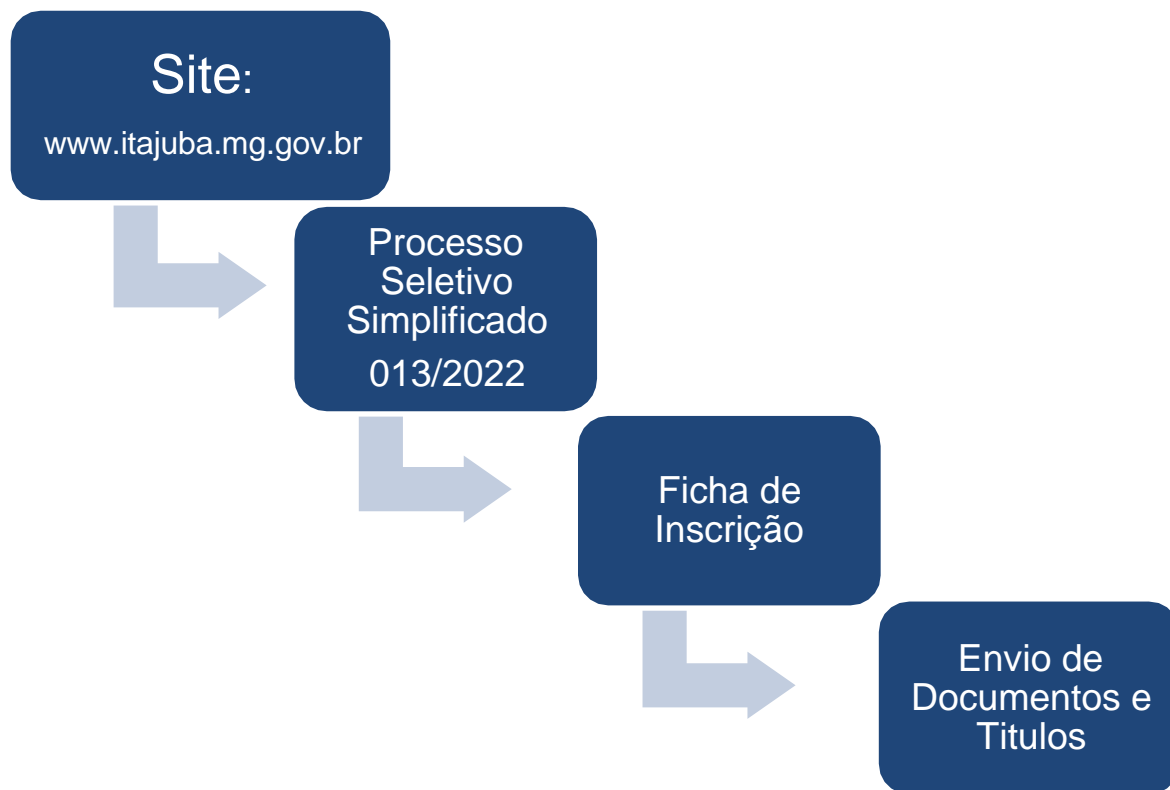 Site:
www.itajuba.mg.gov.br
Processo
Seletivo
Simplificado
013/2022
Ficha de
Inscrição
Envio de
Documentos e
Titulos